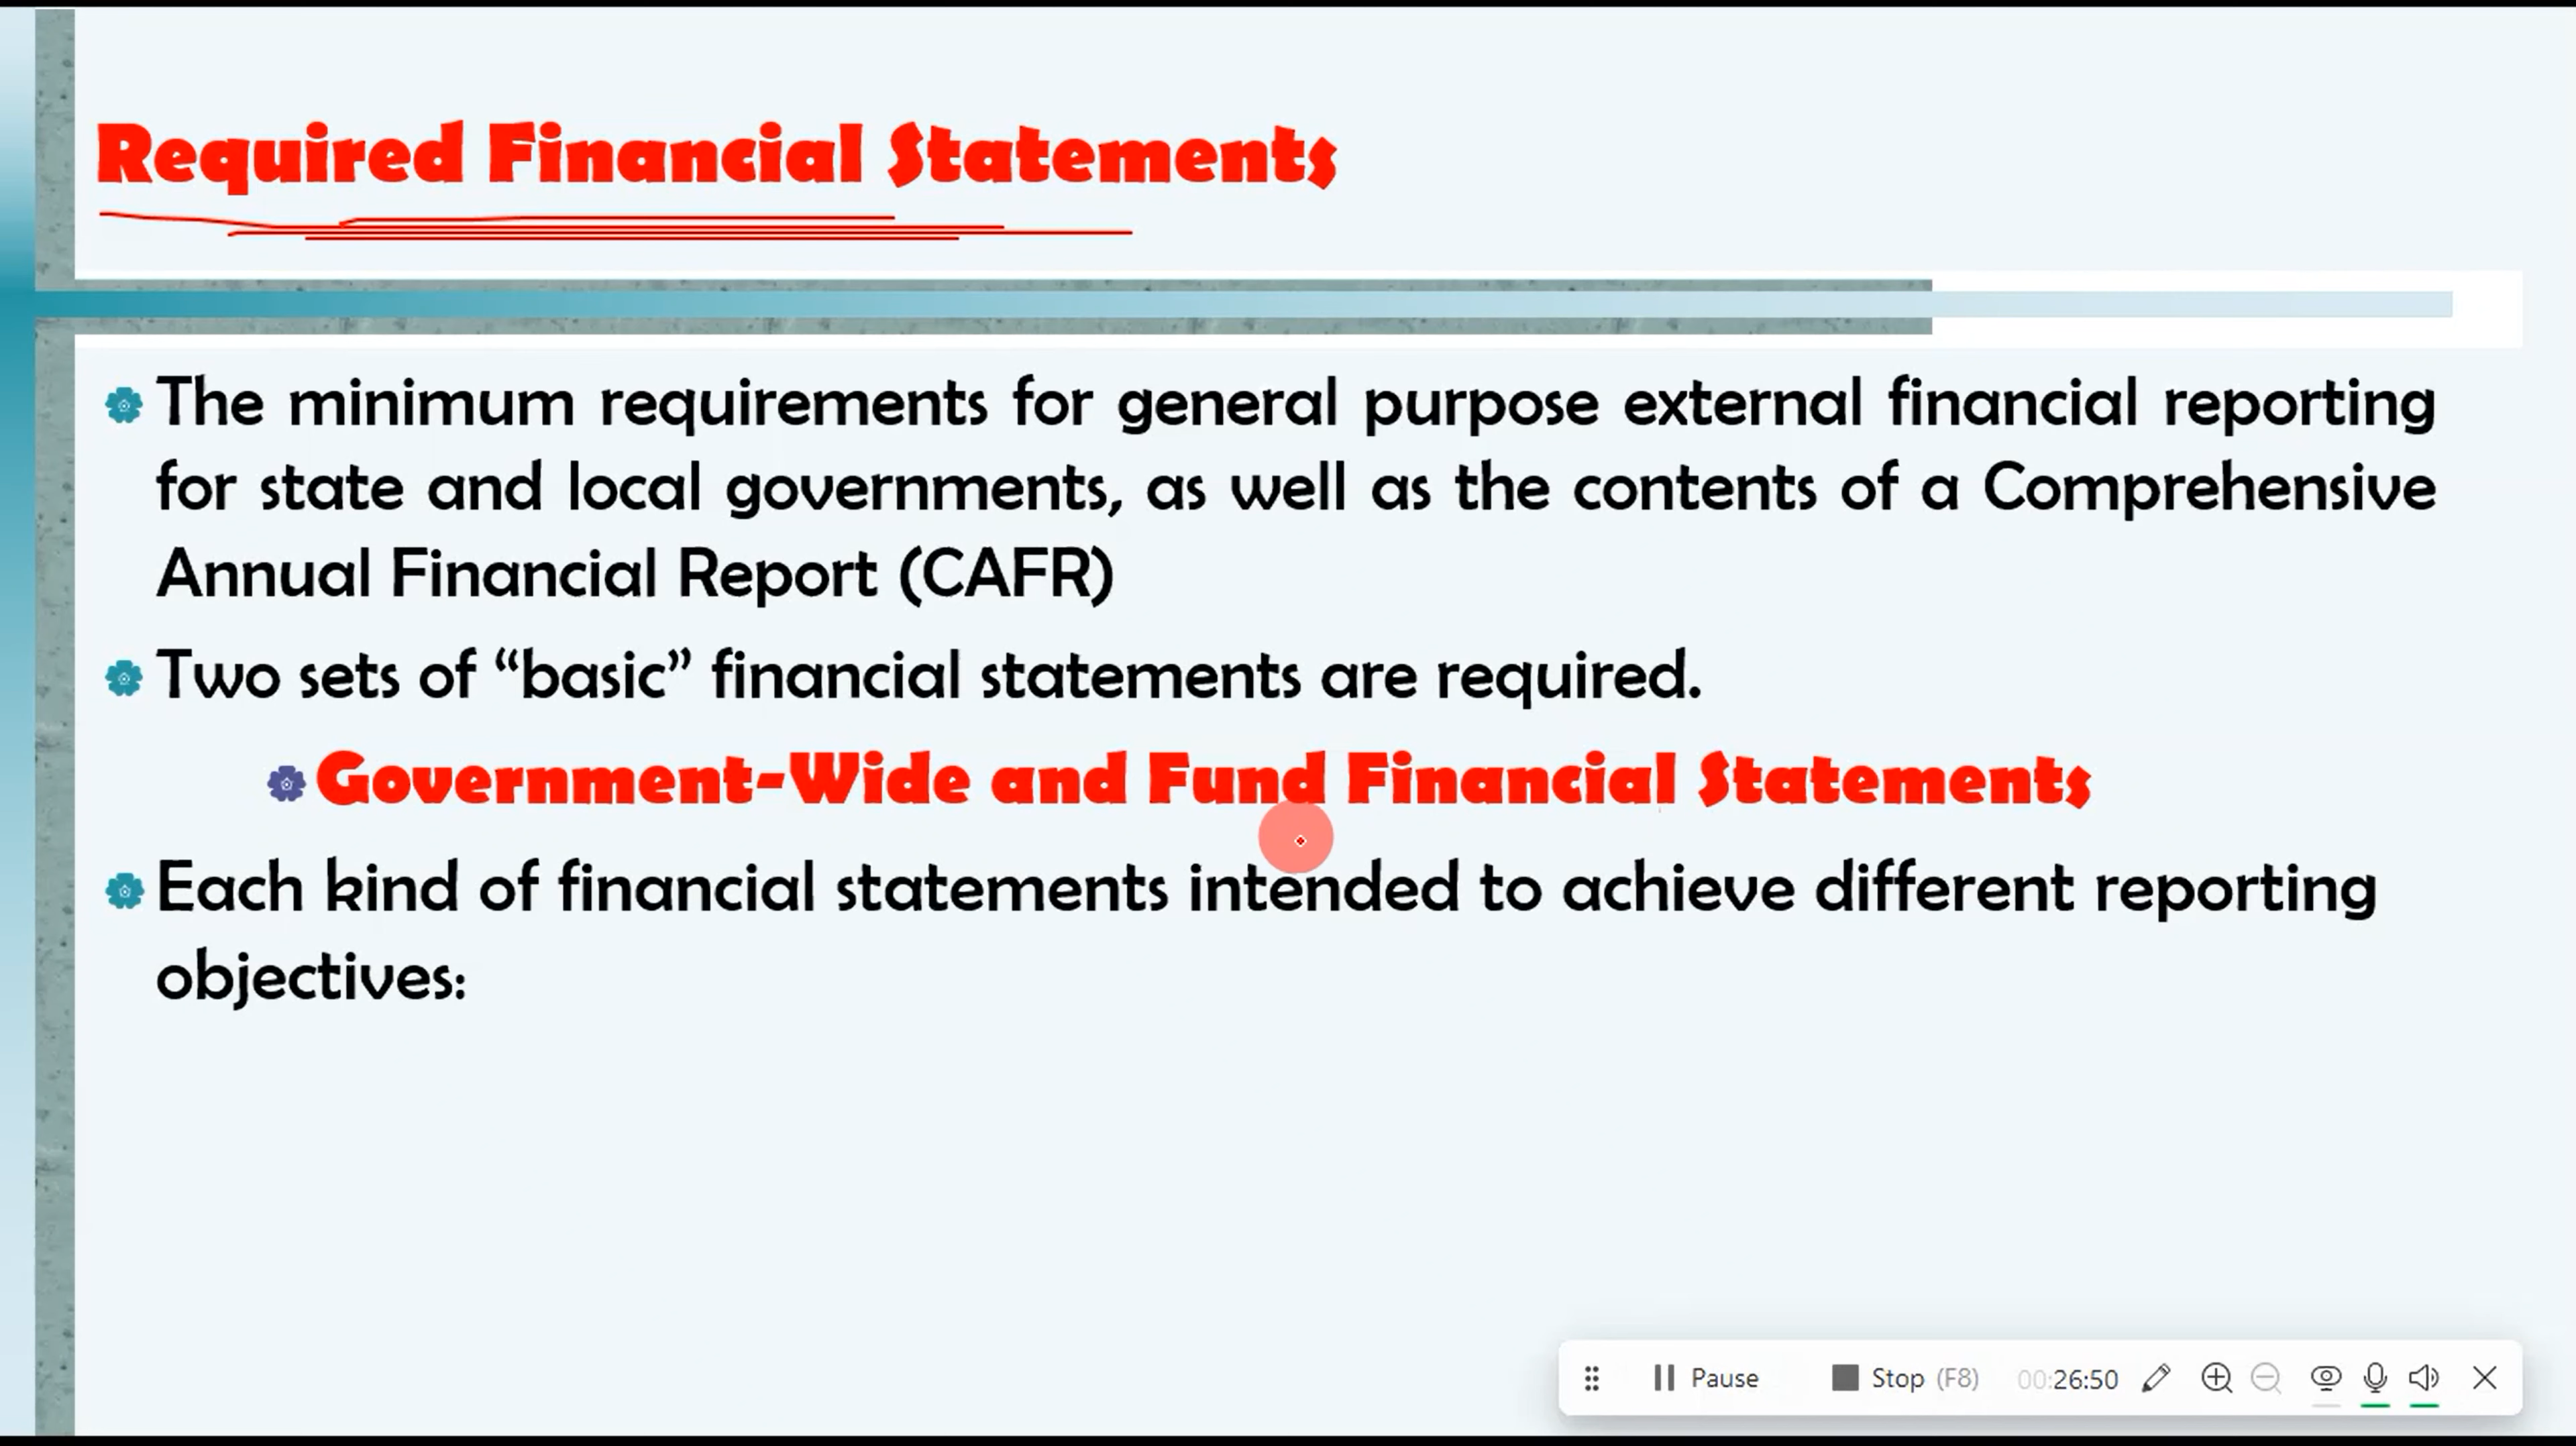 Required Financial Statements
The minimum requirements for general purpose external financial reporting
for state and local governments, as well as the contents of a Comprehensive
Annual Financial Report (CAFR)
Two sets of “basic” financial statements are required.
Government-Wide and Fund Financial Statements
Each kind of financial statements intended to achieve different reporting
objectives:
Pause Stop (F8) 00:26:50